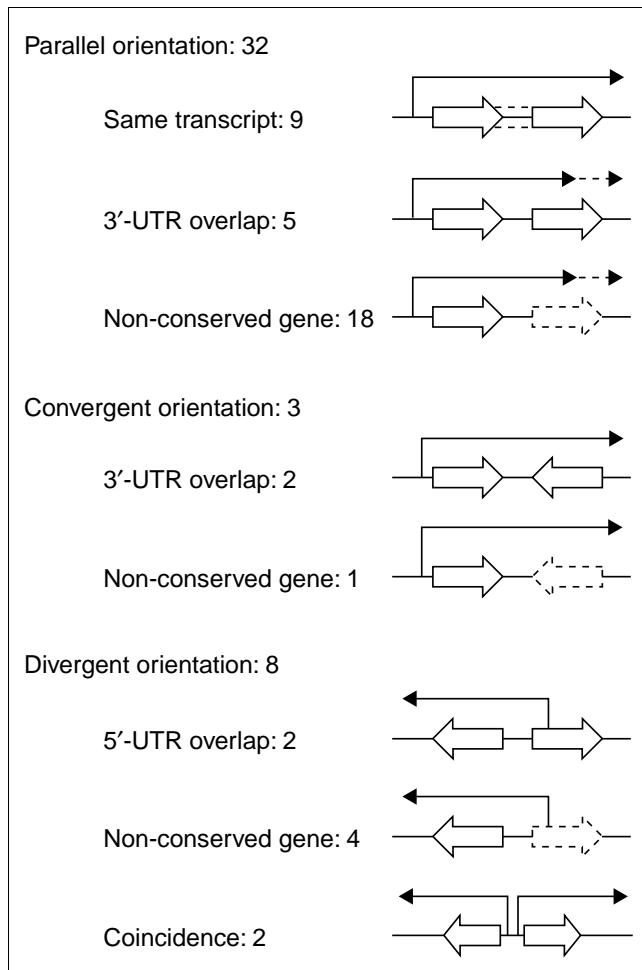 Parallel orientation: 32
Same transcript: 9
3′-UTR overlap: 5
Non-conserved gene: 18
Convergent orientation: 3
3′-UTR overlap: 2
Non-conserved gene: 1
Divergent orientation: 8
5′-UTR overlap: 2
Non-conserved gene: 4
Coincidence: 2